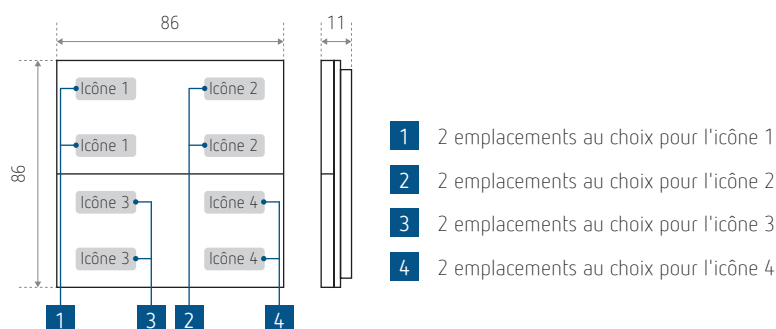 86
11
86
Icône 1
Icône 2
Icône 1
Icône 2
Icône 3
Icône 4
Icône 3
Icône 4
1
3
2
4
1 2 emplacements au choix pour l'icône 1
2 2 emplacements au choix pour l'icône 2
3 2 emplacements au choix pour l'icône 3
4 2 emplacements au choix pour l'icône 4